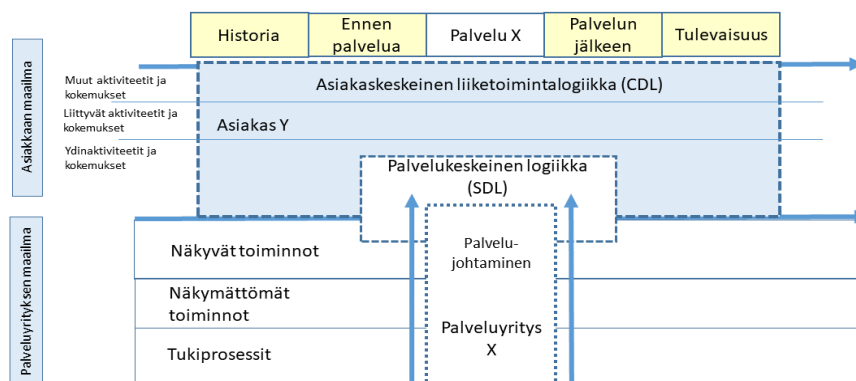 Historia
Ennen
palvelua
Palvelu X
Palvelun
jälkeen
Tulevaisuus
Asiakkaan maailma
Muut aktiviteetit ja
kokemukset
Asiakaskeskeinen liiketoimintalogiikka (CDL)
Liittyvät aktiviteetit ja
kokemukset
Asiakas Y
Ydinaktiviteetit ja
kokemukset
Palvelukeskeinen logiikka
(SDL)
Palveluyrityksen maailma
Näkyvät toiminnot
Palvelu-
johtaminen
Näkymättömät
toiminnot
Palveluyritys
X
Tukiprosessit